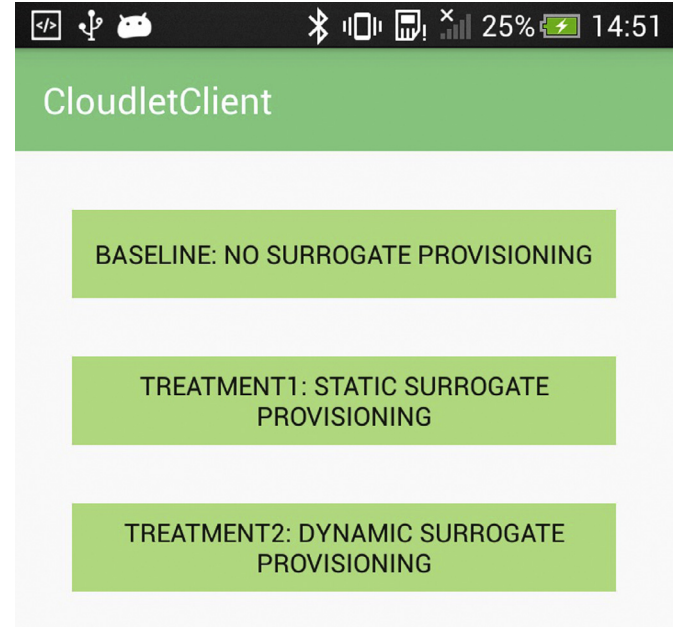 25% 14:51
CloudletClient
BASELINE: NO SURROGATE PROVISIONING
TREATMENT1: STATIC SURROGATE
PROVISIONING
TREATMENT2: DYNAMIC SURROGATE
PROVISIONING